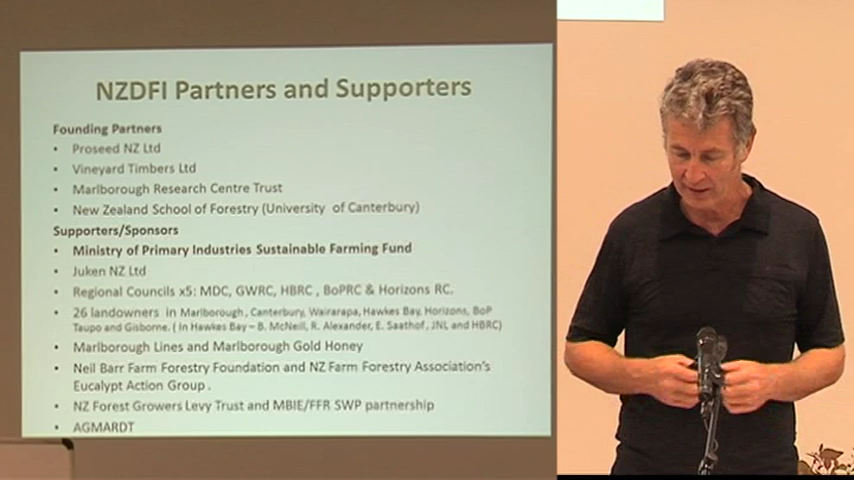 NZDFI Partners and Supporters
Founding Partners
• Proseed NZ Ltd
• Vineyard Timbers Ltd
• Marlborough Research Centre Trust
• New Zealand School of Forestry (University of Canterbury)
Supporters/Sponsors
• Ministry of Primary Industries Sustainable Farming Fund
• Juken NZ Ltd
• Regional Councils x5: MDC, GWRC, HBRC , BoPRC & Horizons RC.
• 26 landowners in Marlborough , Canterbury, Wairarapa, Hawkes Bay, Horizons, BoP
Taupo and Gisborne. ( In Hawkes Bay – B. McNeill, R. Alexander, E. Saathof , JNL and HBRC)
• Marlborough Lines and Marlborough Gold Honey
• Neil Barr Farm Forestry Foundation and NZ Farm Forestry Association's
Eucalypt Action Group .
• NZ Forest Growers Levy Trust and MBIE/FFR SWP partnership
• AGMARDT